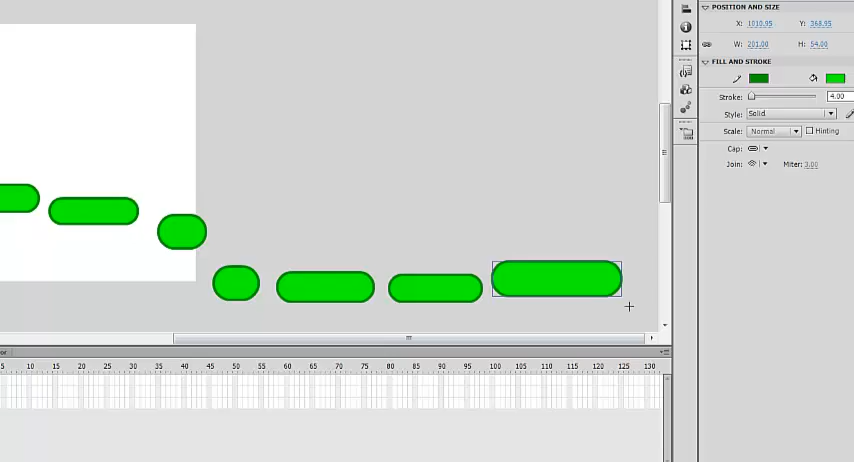 POSITION AND SIZE
X: 1010.95 Y: 368.95
W: 201.00 H: 54.00
FILL AND STROKE
Stroke: 4.00
Style: Solid
Scale: Normal Hinting
Cap:
Join: Miter: 3.00
or
5 10 15 20 25 30 35 40 45 50 55 60 65 70 75 80 85 90 95 100 105 110 115 120 125 130